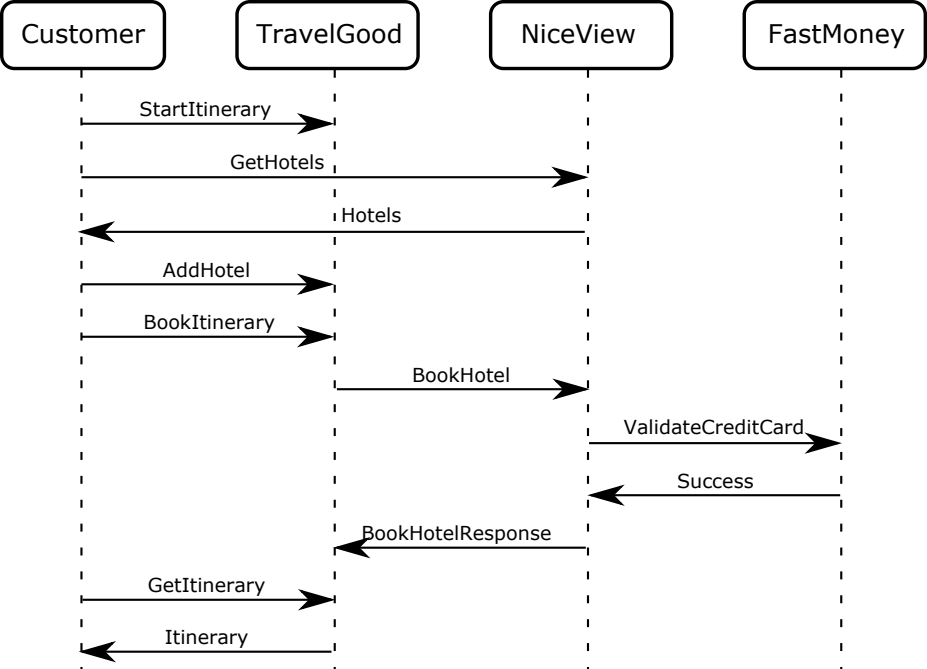 Customer
TravelGood
NiceView
FastMoney
StartItinerary
GetHotels
Hotels
AddHotel
BookItinerary
BookHotel
ValidateCreditCard
Success
BookHotelResponse
GetItinerary
Itinerary